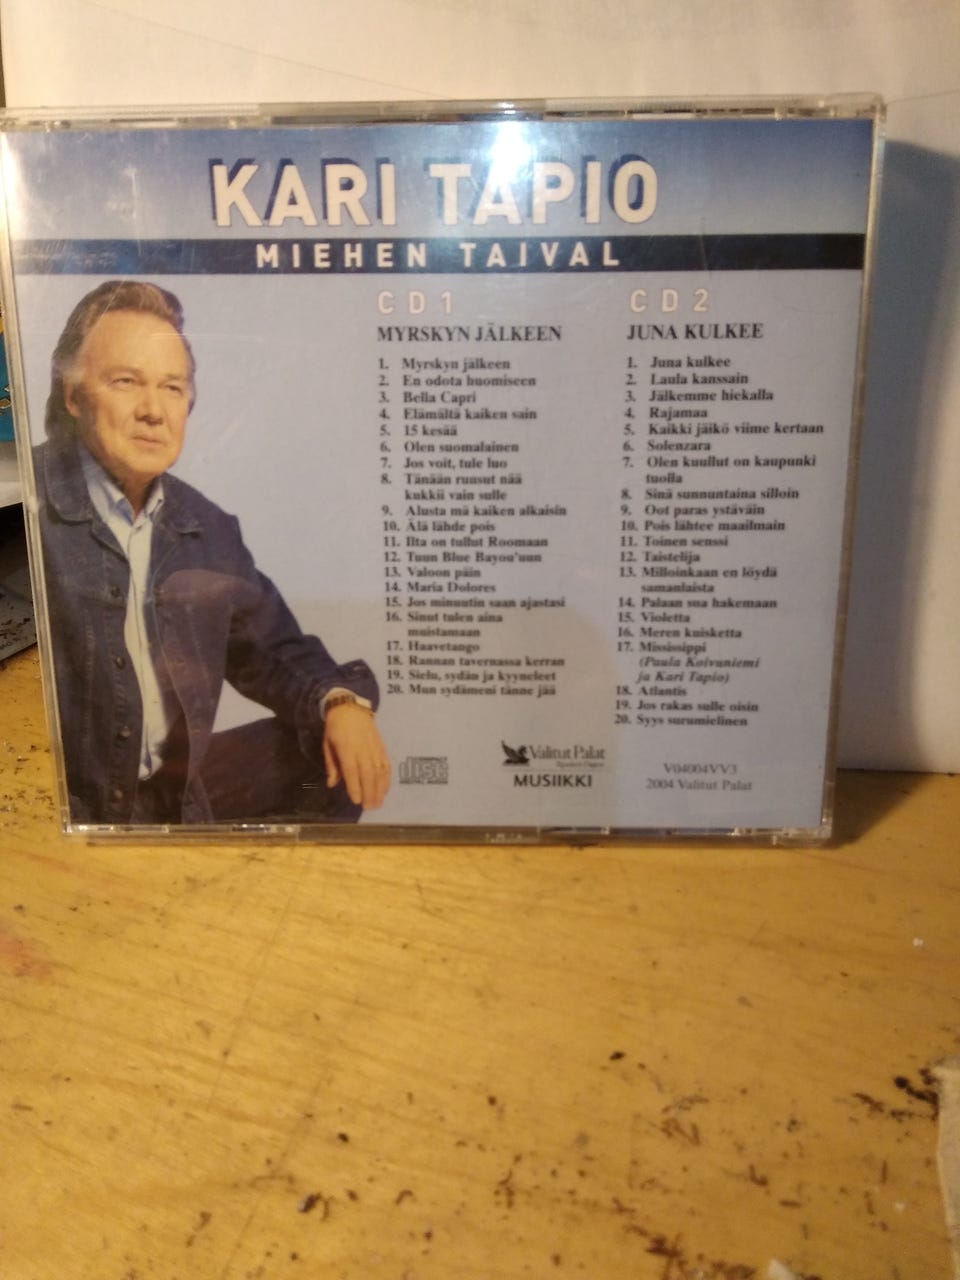 KARI TAPIO
MIEHEN TAIVAL
CD1
MYRSKYN JÄLKEEN
1. Myrskyn jälkeen
2. En odota huomiseen
3. Bella Capri
4. Elämältä kaiken sain
5. 15 kesää
6. Olen suomalainen
7. Jos voit, tule luo
8. Tänään ruusut nää
kukkii vain sulle
9. Alusta mä kaiken alkaisin
10. Älä lähde pois
11. Ilta on tullut Roomaan
12. Tuun Blue Bayou'uun
13. Valoon päin
14. Maria Dolores
15. Jos minuutin saan ajastasi
16. Sinut tulen aina
muistamaan
17. Haavetango
18. Rannan tavernassa kerran
19. Sielu, sydän ja kyyneleet
20. Mun sydämeni tänne jää
CD2
JUNA KULKEE
1. Juna kulkee
2. Laula kanssain
3. Jälkemme hiekalla
4. Rajamaa
5. Kaikki jäikö viime kertaan
6. Solenzara
7. Olen kuullut on kaupunki
tuolla
8. Sinä sunnuntaina silloin
9. Oot paras ystäväin
10. Pois lähtee maailmain
11. Toinen senssi
12. Taistelija
13. Milloinkaan en löydä
samanlaista
14. Palaan sua hakemaan
15. Violetta
16. Meren kuisketta
17. Mississippi
(Paula Koivuniemi
ja Kari Tapio)
18. Atlantis
19. Jos rakas sulle oisin
20. Syys surumielinen
disc
DIGITAL AUDIO
Valitut Palat
Reader's Digest
MUSIIKKI
V04004VV3
2004 Valitut Palat